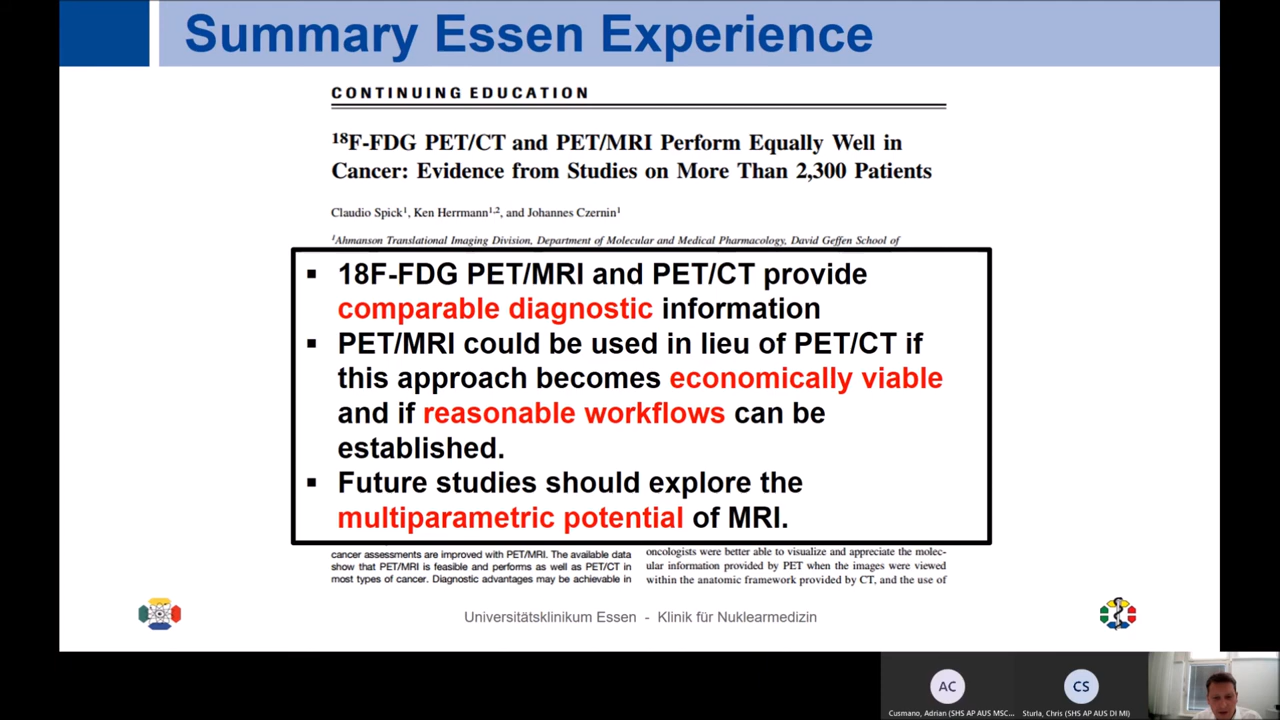 Summary Essen Experience
CONTINUING EDUCATION
18F-FDG PET/CT and PET/MRI Perform Equally Well in
Cancer: Evidence from Studies on More Than 2,300 Patients
Claudio Spick1, Ken Herrmann1,2, and Johannes Czernin1
1Ahmanson Translational Imaging Division, Department of Molecular and Medical Pharmacology, David Geffen School of
▪ 18F-FDG PET/MRI and PET/CT provide
comparable diagnostic information
▪ PET/MRI could be used in lieu of PET/CT if
this approach becomes economically viable
and if reasonable workflows can be
established.
▪ Future studies should explore the
multiparametric potential of MRI.
cancer assessments are improved with PET/MRI. The available data
show that PET/MRI is feasible and performs as well as PET/CT in
most types of cancer. Diagnostic advantages may be achievable in
oncologists were better able to visualize and appreciate the molec-
ular information provided by PET when the images were viewed
within the anatomic framework provided by CT, and the use of
Universitätsklinikum Essen - Klinik für Nuklearmedizin
AC
CS
Cusmano, Adrian (SHS AP AUS MSC...
Sturla, Chris (SHS AP AUS DI MI)